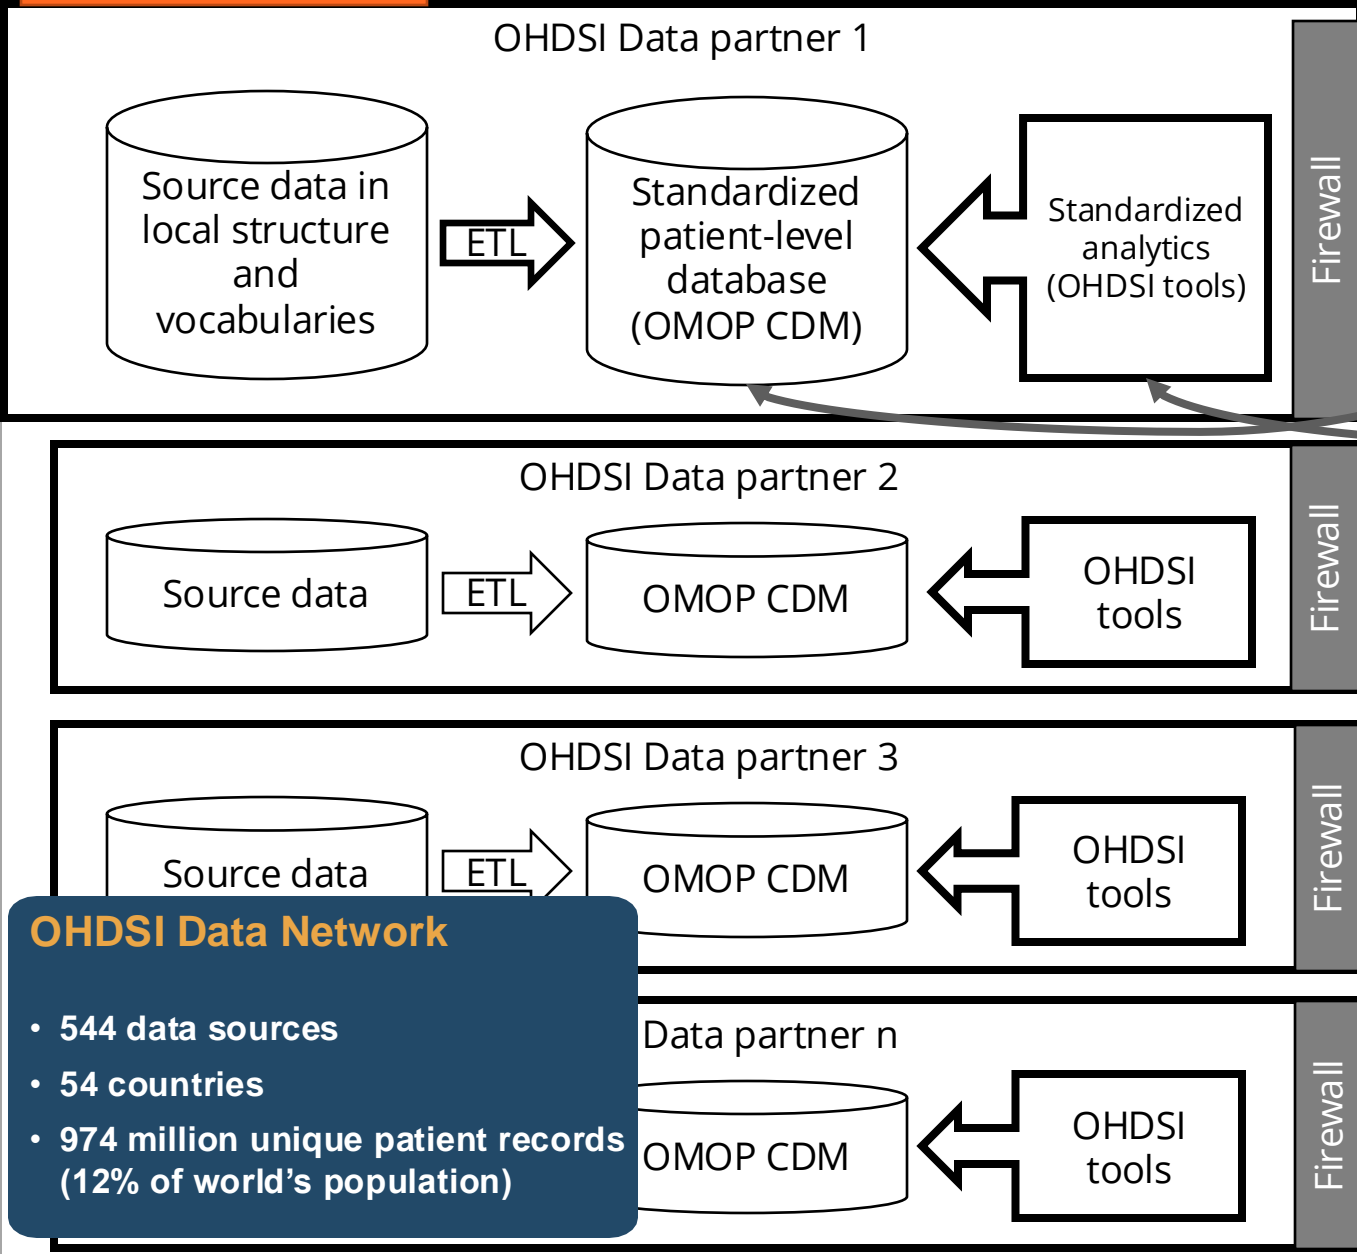 OHDSI Data partner 1
Source data in
local structure
and
vocabularies
ETL
Standardized
patient-level
database
(OMOP CDM)
Standardized
analytics
(OHDSI tools)
Firewall
OHDSI Data partner 2
Source data
ETL
OMOP CDM
OHDSI
tools
Firewall
OHDSI Data partner 3
Source data
ETL
OMOP CDM
OHDSI
tools
Firewall
OHDSI Data Network
• 544 data sources
• 54 countries
• 974 million unique patient records
(12% of world’s population)
Data partner n
OMOP CDM
OHDSI
tools
Firewall